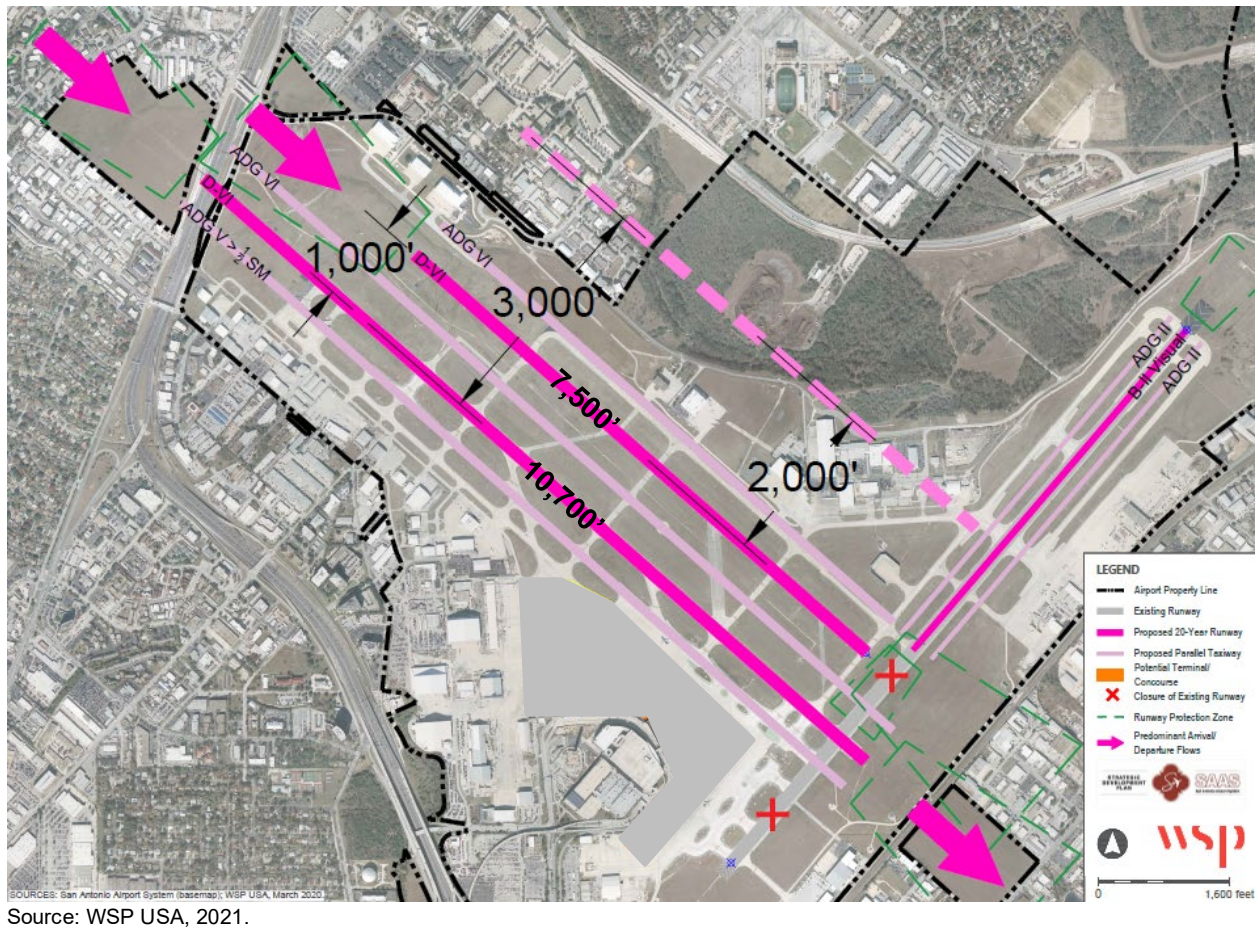 ADG VI
D-VI
ADG V > ½ SM
1,000'
ADG VI
D-VI
3,000'
7,500'
10,700'
2,000'
ADG II
B-II Visual
ADG II
LEGEND
Airport Property Line
Existing Runway
Proposed 20-Year Runway
Proposed Parallel Taxiway
Potential Terminal/
Concourse
Closure of Existing Runway
Runway Protection Zone
Predominant Arrival/
Departure Flows
STRATEGIC
DEVELOPMENT
PLAN
SAAS
wsp
0 1,600 feet
SOURCES: San Antonio Airport System (basemap); WSP USA, March 2020.
Source: WSP USA, 2021.